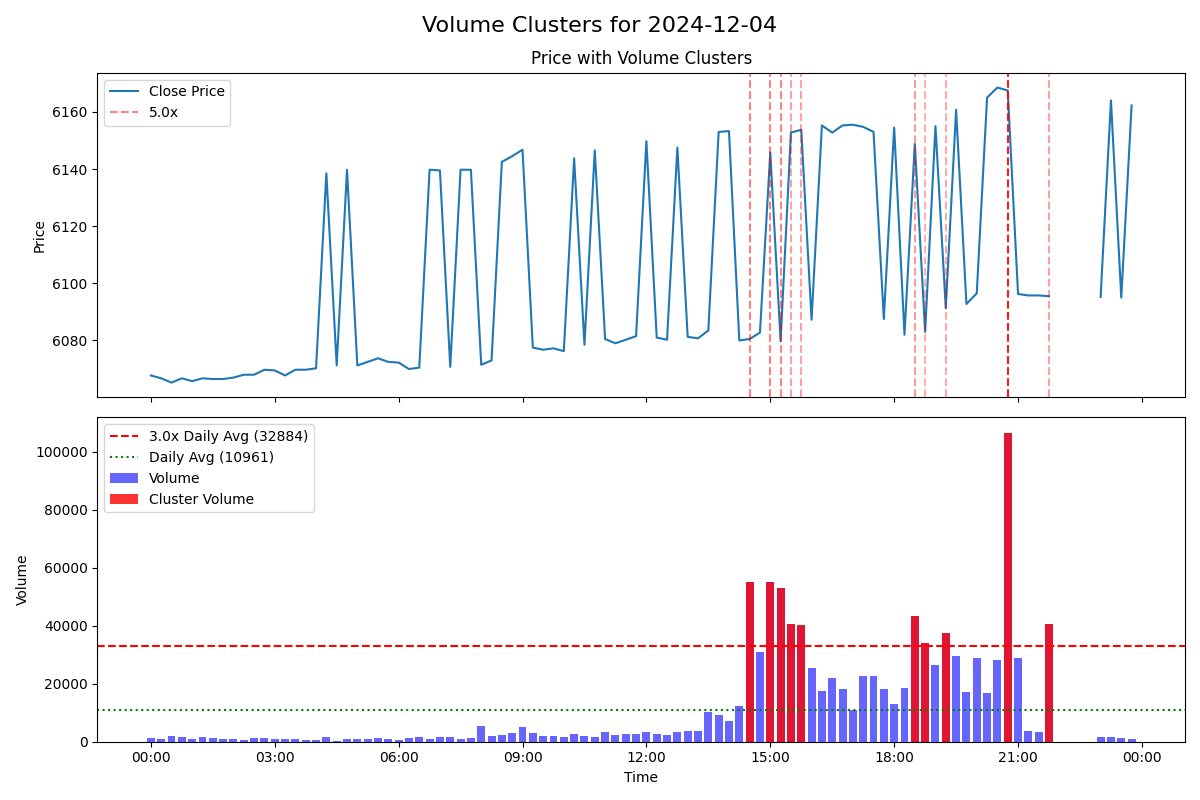 Volume Clusters for 2024-12-04
Price with Volume Clusters
Close Price
5.0x
6160
6140
6120
6100
6080
Price
3.0x Daily Avg (32884)
Daily Avg (10961)
Volume
Cluster Volume
100000
80000
60000
40000
20000
0
Volume
00:00 03:00 06:00 09:00 12:00 15:00 18:00 21:00 00:00
Time